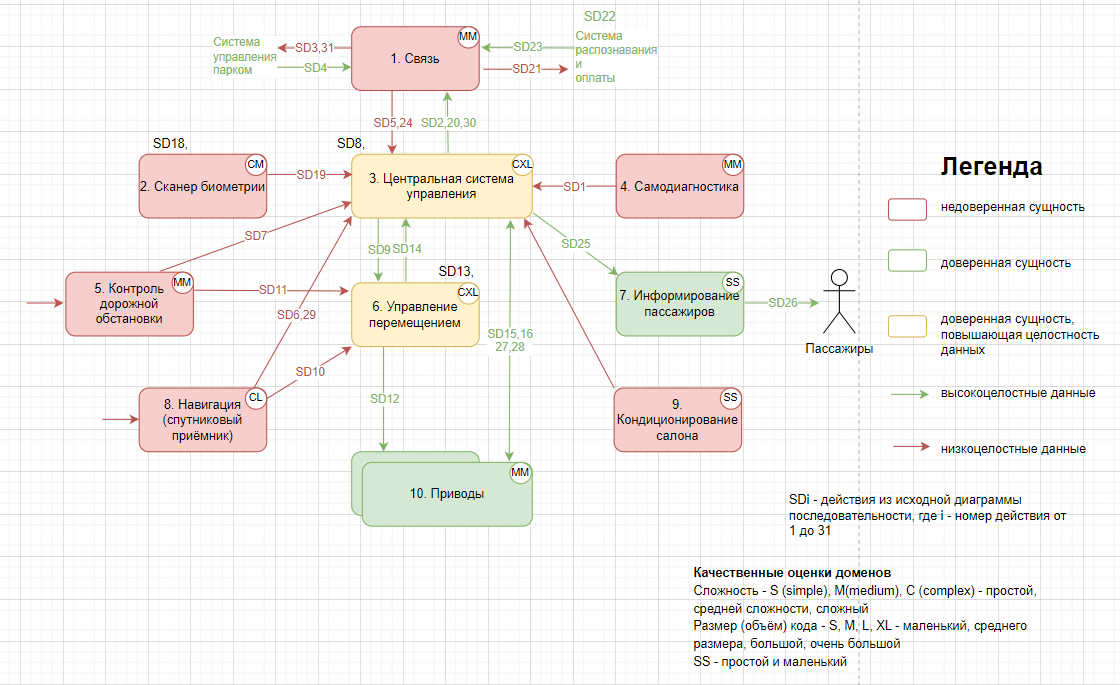 SD22
Система
управления
парком
SD3,31
SD4
MM
1. Связь
SD23
SD21
Система
распознавания
и
оплаты
SD5,24
SD2,20,30
SD18,
SD8,
CM
2. Сканер биометрии
SD19
CXL
3. Центральная система
управления
SD1
MM
4. Самодиагностика
Легенда
недоверенная сущность
доверенная сущность
доверенная сущность,
повышающая целостность
данных
высокоцелостные данные
низкоцелостные данные
SD7
SD9
SD14
SD25
SD13,
MM
5. Контроль
дорожной
обстановки
SD11
CXL
6. Управление
перемещением
SS
7. Информирование
пассажиров
SD26
Пассажиры
SD6,29
SD15,16
27,28
SD10
SD12
CL
8. Навигация
(спутниковый
приёмник)
SS
9.
Кондиционирование
салона
MM
10. Приводы
SDi - действия из исходной диаграммы
последовательности, где i - номер действия от
1 до 31
Качественные оценки доменов
Сложность - S (simple), M(medium), C (complex) - простой,
средней сложности, сложный
Размер (объём) кода - S, M, L, XL - маленький, среднего
размера, большой, очень большой
SS - простой и маленький